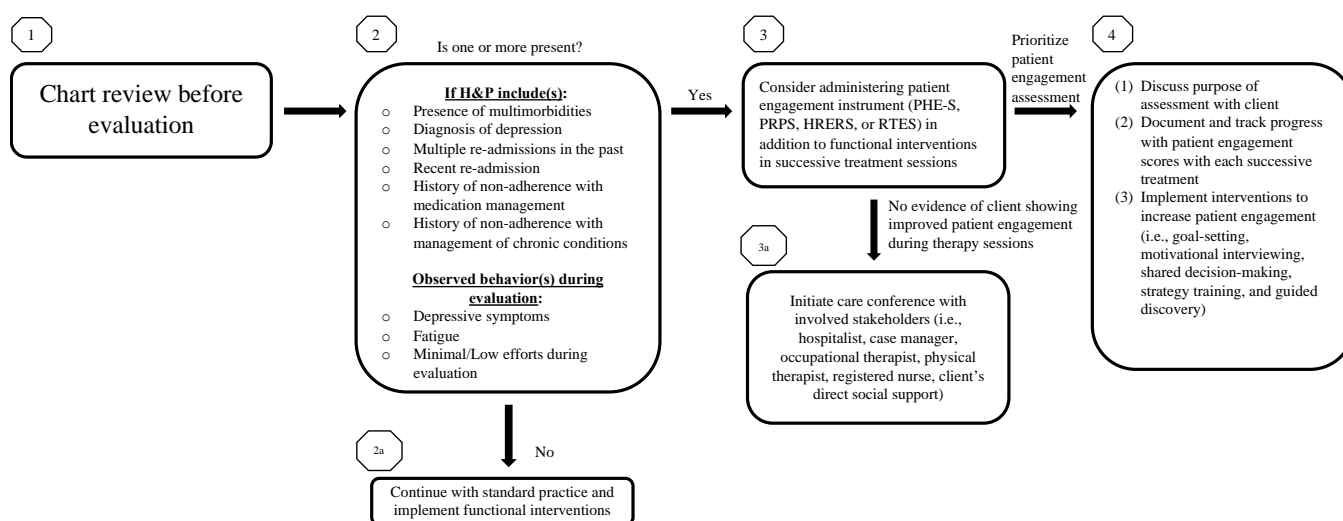 1
Chart review before
evaluation
2
Is one or more present?
If H&P include(s):
o Presence of multimorbidities
o Diagnosis of depression
o Multiple re-admissions in the past
o Recent re-admission
o History of non-adherence with
medication management
o History of non-adherence with
management of chronic conditions
Observed behavior(s) during
evaluation:
o Depressive symptoms
o Fatigue
o Minimal/Low efforts during
evaluation
No
2a
Continue with standard practice and
implement functional interventions
Yes
3
Consider administering patient
engagement instrument (PHE-S,
PRPS, HRERS, or RTES) in
addition to functional interventions
in successive treatment sessions
No evidence of client showing
improved patient engagement
during therapy sessions
3a
Initiate care conference with
involved stakeholders (i.e.,
hospitalist, case manager,
occupational therapist, physical
therapist, registered nurse, client’s
direct social support)
Prioritize
patient
engagement
assessment
4
(1) Discuss purpose of
assessment with client
(2) Document and track progress
with patient engagement
scores with each successive
treatment
(3) Implement interventions to
increase patient engagement
(i.e., goal-setting,
motivational interviewing,
shared decision-making,
strategy training, and guided
discovery)